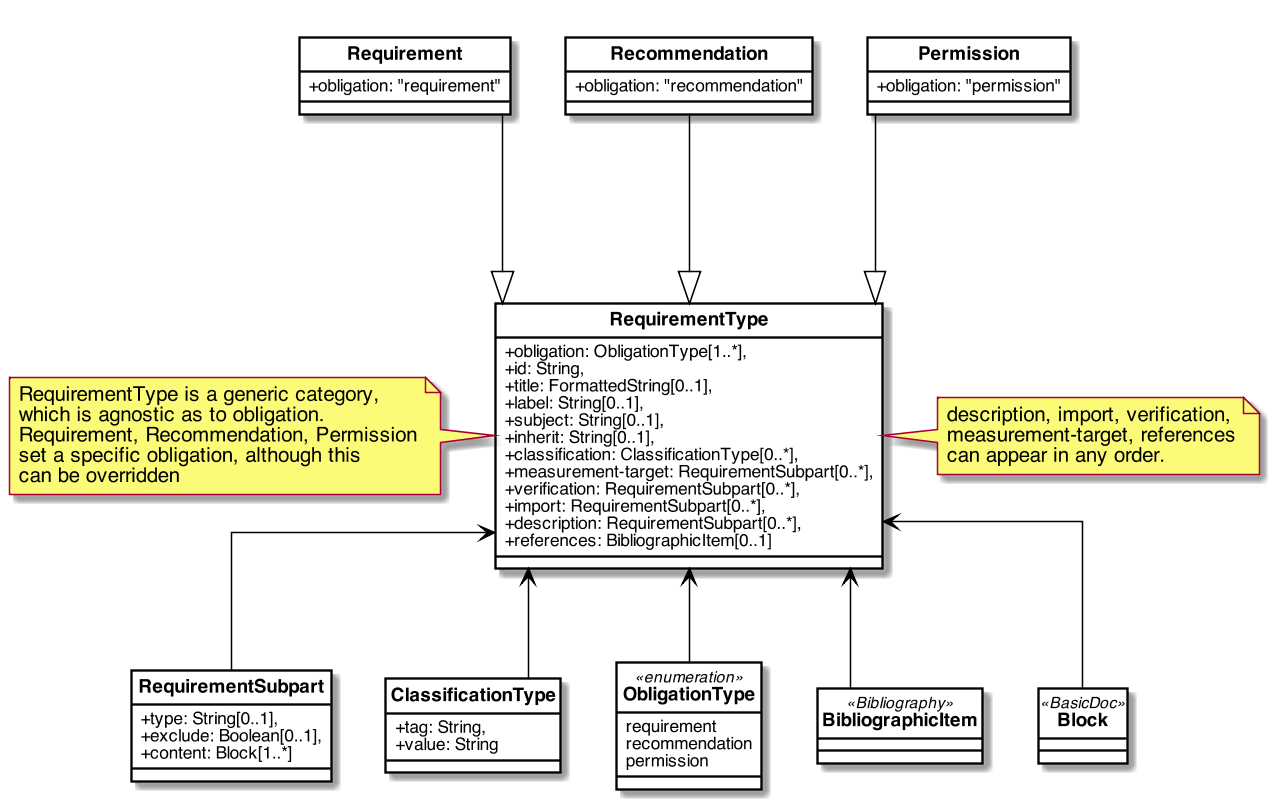 Requirement
+obligation: "requirement"
Recommendation
+obligation: "recommendation"
Permission
+obligation: "permission"
RequirementType
+obligation: ObligationType[1..*],
+id: String,
+title: FormattedString[0..1],
+label: String[0..1],
+subject: String[0..1],
+inherit: String[0..1],
+classification: ClassificationType[0..*],
+measurement-target: RequirementSubpart[0..*],
+verification: RequirementSubpart[0..*],
+import: RequirementSubpart[0..*],
+description: RequirementSubpart[0..*],
+references: BibliographicItem[0..1]
RequirementType is a generic category,
which is agnostic as to obligation.
Requirement, Recommendation, Permission
set a specific obligation, although this
can be overridden
description, import, verification,
measurement-target, references
can appear in any order.
RequirementSubpart
+type: String[0..1],
+exclude: Boolean[0..1],
+content: Block[1..*]
ClassificationType
+tag: String,
+value: String
«enumeration»
ObligationType
requirement
recommendation
permission
«Bibliography»
BibliographicItem
«BasicDoc»
Block